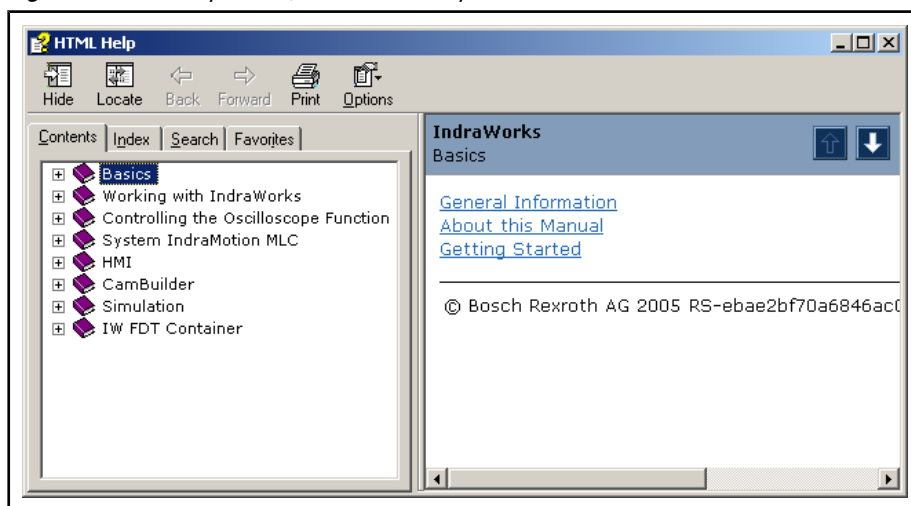 HTML Help
Hide Locate Back Forward Print Options
Contents Index Search Favorites
Basics
Working with IndraWorks
Controlling the Oscilloscope Function
System IndraMotion MLC
HMI
CamBuilder
Simulation
IW FDT Container
IndraWorks
Basics
General Information
About this Manual
Getting Started
© Bosch Rexroth AG 2005 RS-ebae2bf70a6846ac